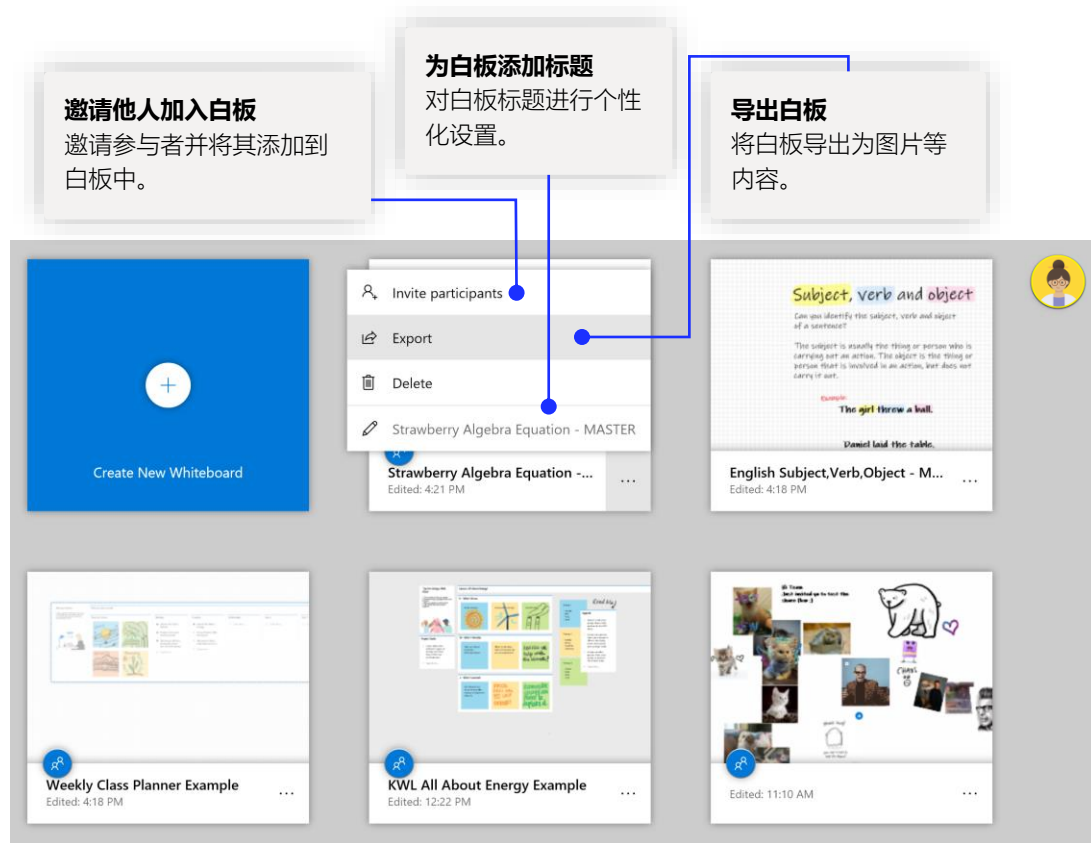 为白板添加标题
对白板标题进行个性
化设置。
邀请他人加入白板
邀请参与者并将其添加到
白板中。
导出白板
将白板导出为图片等
内容。
Create New Whiteboard
Invite participants
Export
Delete
Strawberry Algebra Equation - MASTER
Strawberry Algebra Equation -...
Edited: 4:21 PM
Subject, verb and object
Can you identify the subject, verb and object
of a sentence?
The subject is usually the thing or person who is
carrying out an action. The object is the thing or
person that is involved in an action, but does not
carry it out.
Example:
The girl threw a ball.
Daniel laid the table.
English Subject,Verb,Object - M...
Edited: 4:18 PM
Weekly Class Planner Example
Edited: 4:18 PM
Read Me!
KWL All About Energy Example
Edited: 12:22 PM
Hi Team
Edited: 11:10 AM